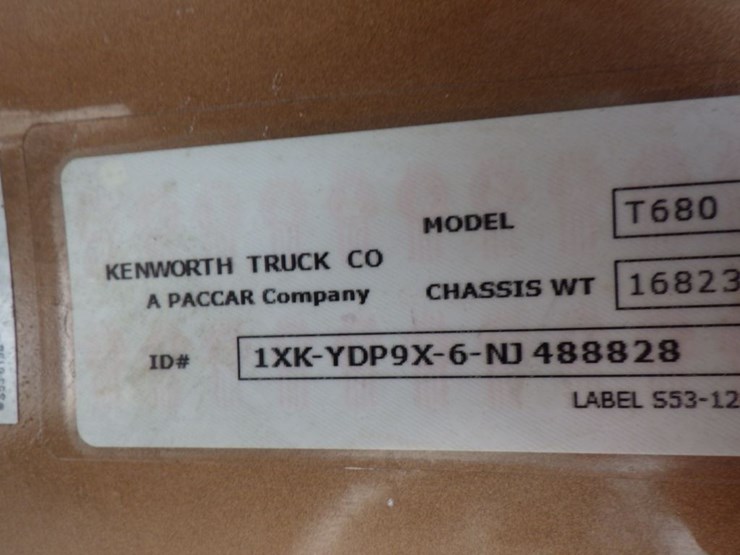 MODEL T680
KENWORTH TRUCK CO
A PACCAR Company
CHASSIS WT 16823
ID# 1XK-YDP9X-6-NJ 488828
LABEL S53-12